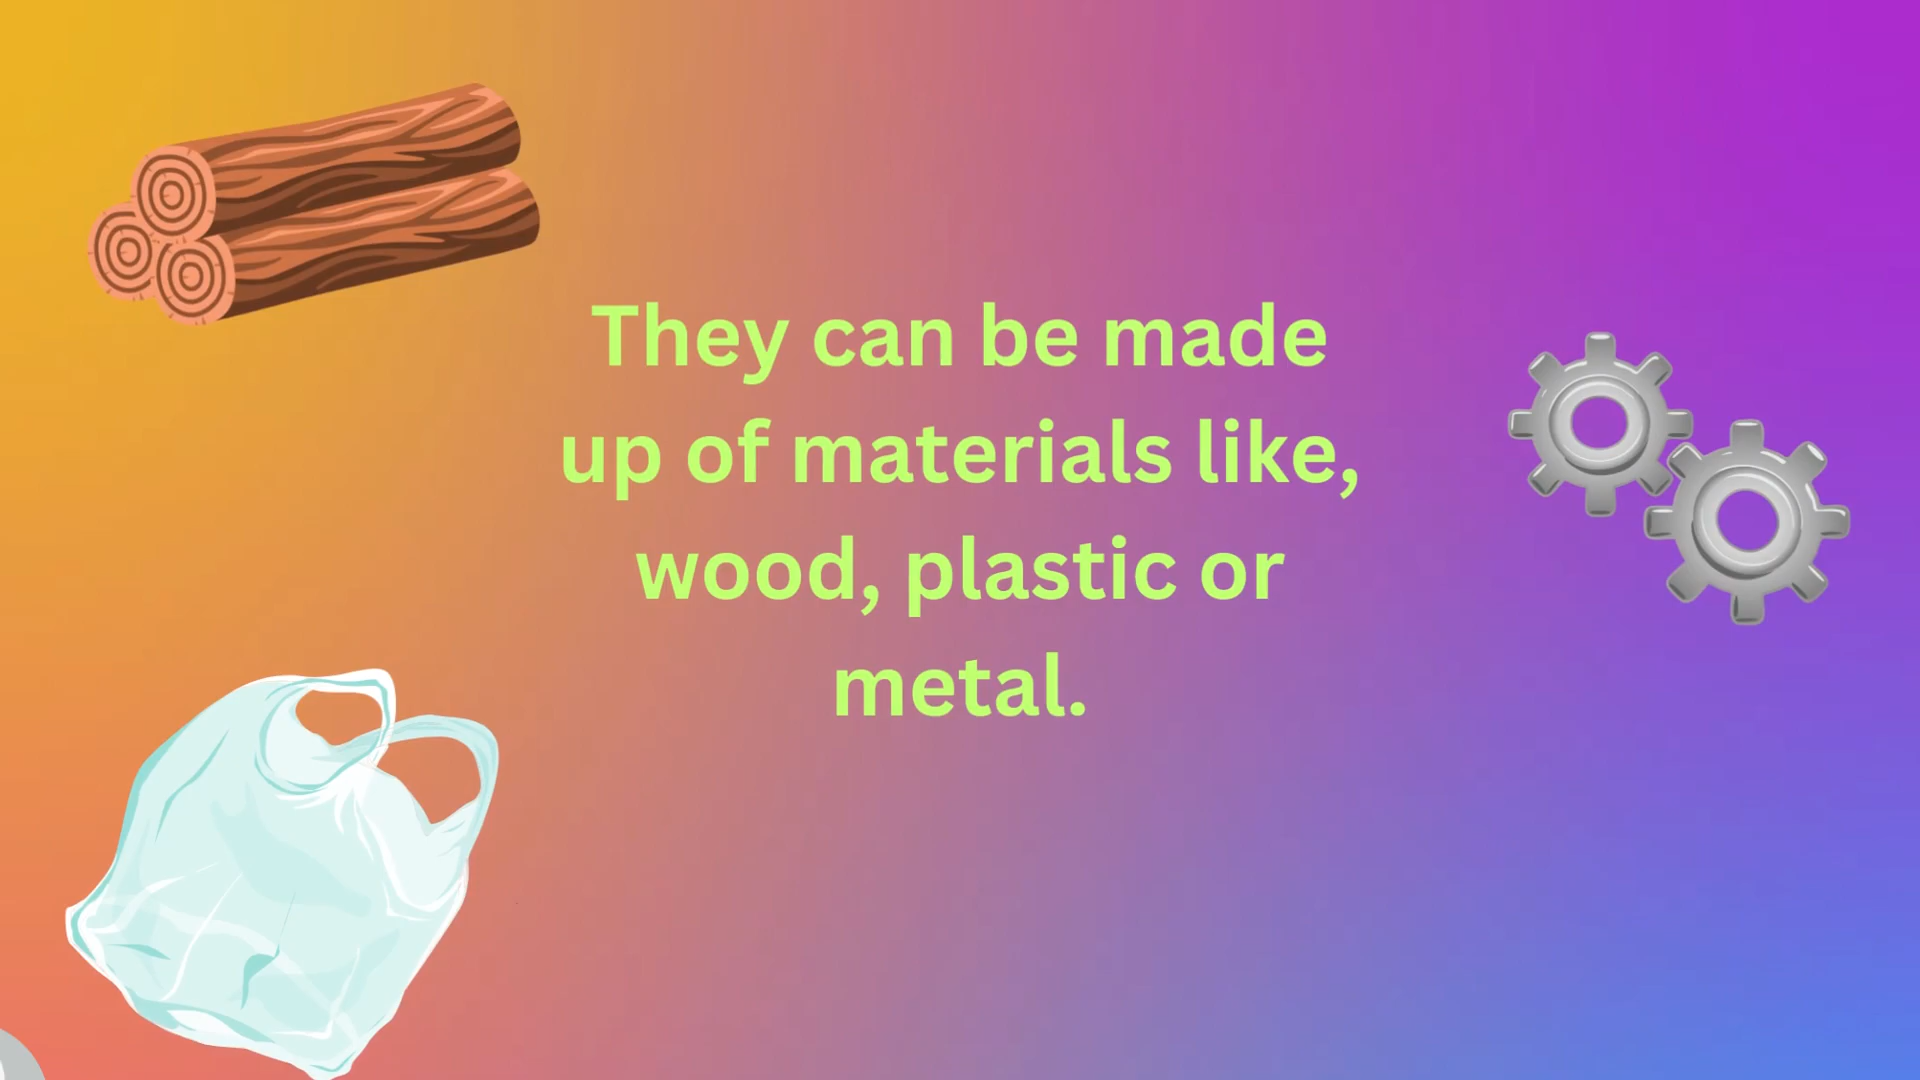 They can be made
up of materials like,
wood, plastic or
metal.